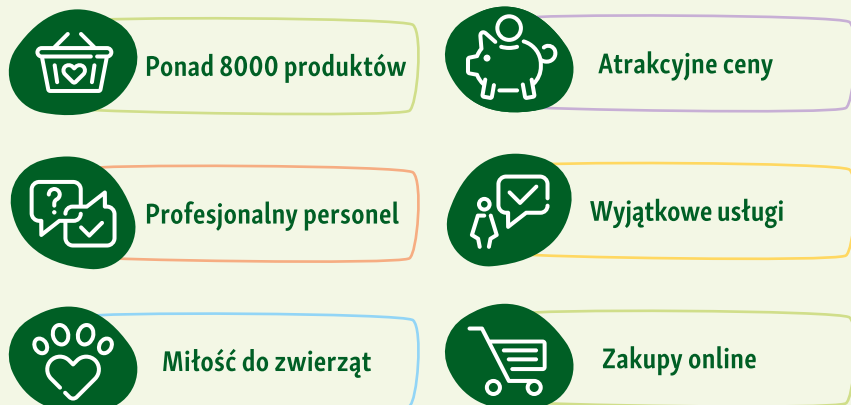 Ponad 8000 produktów
Atrakcyjne ceny
Profesjonalny personel
Wyjątkowe usługi
Miłość do zwierząt
Zakupy online